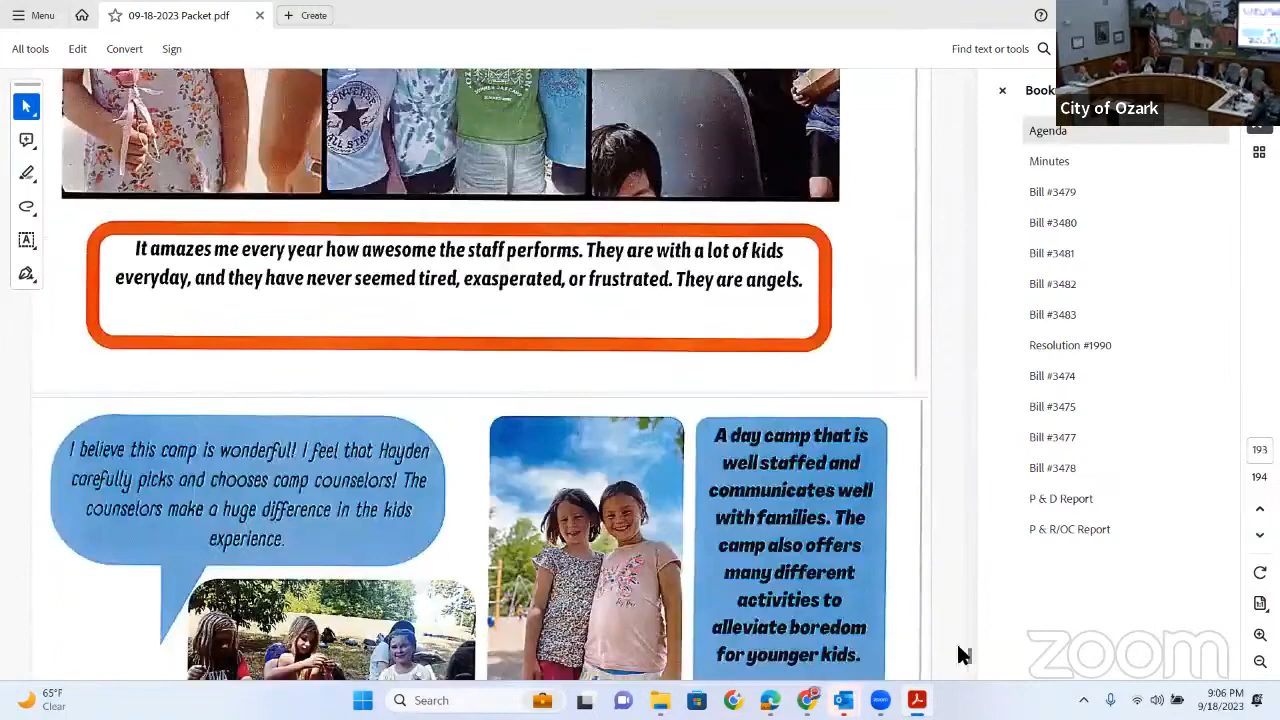 Menu
09-18-2023 Packet.pdf
Create
All tools
Edit
Convert
Sign
Find text or tools
City of Ozark
Book
Agenda
Minutes
Bill #3479
Bill #3480
Bill #3481
Bill #3482
Bill #3483
Resolution #1990
Bill #3474
Bill #3475
Bill #3477
Bill #3478
P & D Report
P & R/OC Report
193
194
CONVERSE
ALL STAR
It amazes me every year how awesome the staff performs. They are with a lot of kids
everyday, and they have never seemed tired, exasperated, or frustrated. They are angels.
I believe this camp is wonderful! I feel that Hayden
carefully picks and chooses camp counselors! The
counselors make a huge difference in the kids
experience.
A day camp that is
well staffed and
communicates well
with families. The
camp also offers
many different
activities to
alleviate boredom
for younger kids.
zoom
65°F
Clear
Search
zoom
9:06 PM
9/18/2023